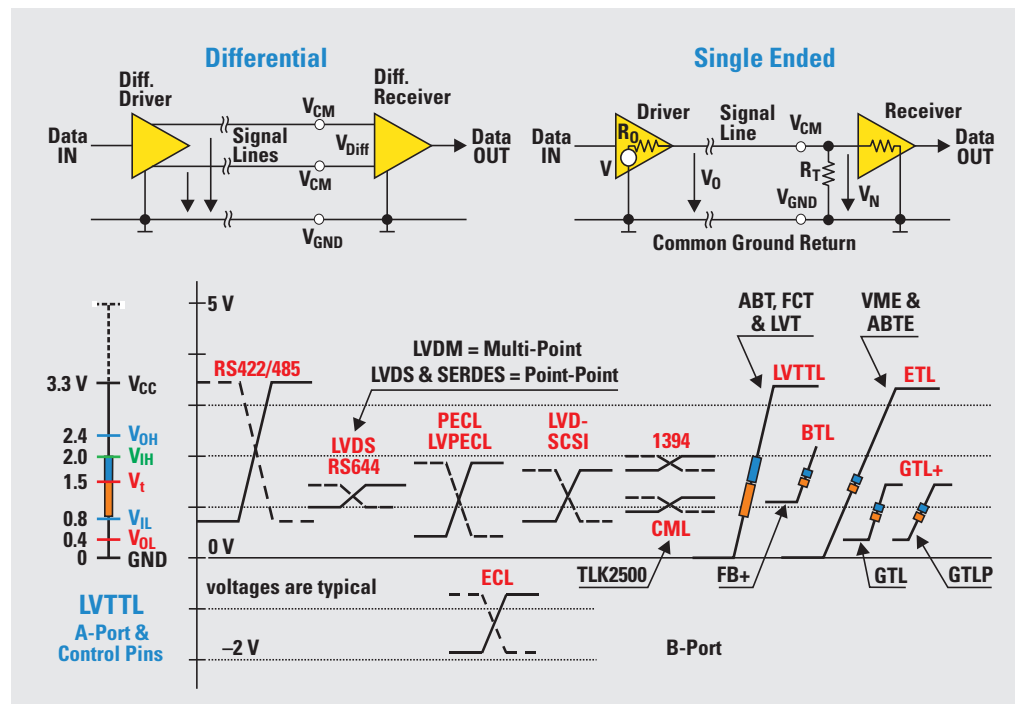 Differential
Diff.
Driver
Diff.
Receiver
VCM
Data
IN
Signal
Lines
VDiff
Data
OUT
VCM
VGND
Single Ended
Driver
Signal
Line
Receiver
VCM
RO
Data
IN
Data
OUT
V
VO
RT
VN
VGND
Common Ground Return
5 V
ABT, FCT
& LVT
VME &
ABTE
LVDM = Multi-Point
LVDS & SERDES = Point-Point
RS422/485
LVTTL
ETL
3.3 V
VCC
PECL
LVPECL
LVD-
SCSI
1394
BTL
2.4
VOH
LVDS
RS644
2.0
VIH
GTL+
1.5
Vt
0.8
VIL
0.4
VOL
0
GND
0 V
CML
TLK2500
FB+
GTL
GTLP
voltages are typical
ECL
LVTTL
A-Port &
Control Pins
–2 V
B-Port